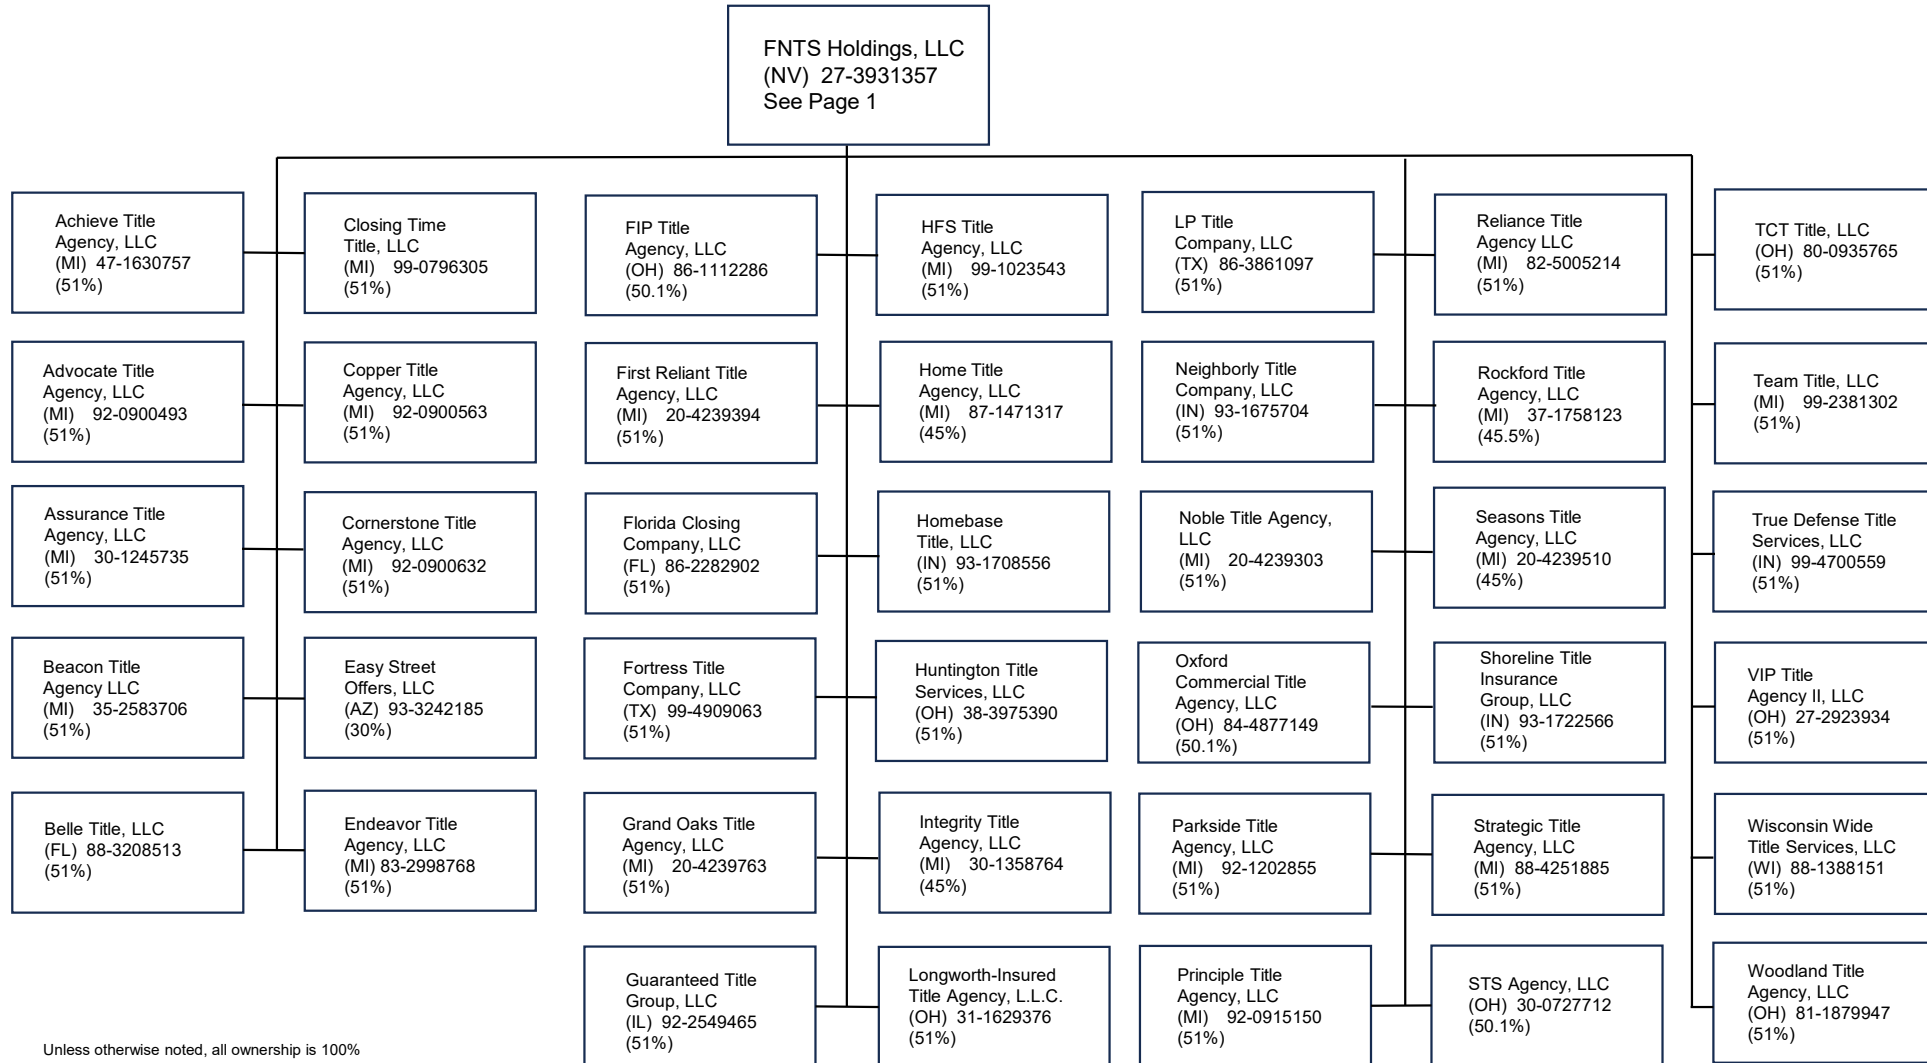 FNTS Holdings, LLC
(NV) 27-3931357
See Page 1
Achieve Title
Agency, LLC
(MI) 47-1630757
(51%)
Closing Time
Title, LLC
(MI) 99-0796305
(51%)
FIP Title
Agency, LLC
(OH) 86-1112286
(50.1%)
HFS Title
Agency, LLC
(MI) 99-1023543
(51%)
LP Title
Company, LLC
(TX) 86-3861097
(51%)
Reliance Title
Agency LLC
(MI) 82-5005214
(51%)
TCT Title, LLC
(OH) 80-0935765
(51%)
Advocate Title
Agency, LLC
(MI) 92-0900493
(51%)
Copper Title
Agency, LLC
(MI) 92-0900563
(51%)
First Reliant Title
Agency, LLC
(MI) 20-4239394
(51%)
Home Title
Agency, LLC
(MI) 87-1471317
(45%)
Neighborly Title
Company, LLC
(IN) 93-1675704
(51%)
Rockford Title
Agency, LLC
(MI) 37-1758123
(45.5%)
Team Title, LLC
(MI) 99-2381302
(51%)
Assurance Title
Agency, LLC
(MI) 30-1245735
(51%)
Cornerstone Title
Agency, LLC
(MI) 92-0900632
(51%)
Florida Closing
Company, LLC
(FL) 86-2282902
(51%)
Homebase
Title, LLC
(IN) 93-1708556
(51%)
Noble Title Agency,
LLC
(MI) 20-4239303
(51%)
Seasons Title
Agency, LLC
(MI) 20-4239510
(45%)
True Defense Title
Services, LLC
(IN) 99-4700559
(51%)
Beacon Title
Agency LLC
(MI) 35-2583706
(51%)
Easy Street
Offers, LLC
(AZ) 93-3242185
(30%)
Fortress Title
Company, LLC
(TX) 99-4909063
(51%)
Huntington Title
Services, LLC
(OH) 38-3975390
(51%)
Oxford
Commercial Title
Agency, LLC
(OH) 84-4877149
(50.1%)
Shoreline Title
Insurance
Group, LLC
(IN) 93-1722566
(51%)
VIP Title
Agency II, LLC
(OH) 27-2923934
(51%)
Belle Title, LLC
(FL) 88-3208513
(51%)
Endeavor Title
Agency, LLC
(MI) 83-2998768
(51%)
Grand Oaks Title
Agency, LLC
(MI) 20-4239763
(51%)
Integrity Title
Agency, LLC
(MI) 30-1358764
(45%)
Parkside Title
Agency, LLC
(MI) 92-1202855
(51%)
Strategic Title
Agency, LLC
(MI) 88-4251885
(51%)
Wisconsin Wide
Title Services, LLC
(WI) 88-1388151
(51%)
Guaranteed Title
Group, LLC
(IL) 92-2549465
(51%)
Longworth-Insured
Title Agency, L.L.C.
(OH) 31-1629376
(51%)
Principle Title
Agency, LLC
(MI) 92-0915150
(51%)
STS Agency, LLC
(OH) 30-0727712
(50.1%)
Woodland Title
Agency, LLC
(OH) 81-1879947
(51%)
Unless otherwise noted, all ownership is 100%